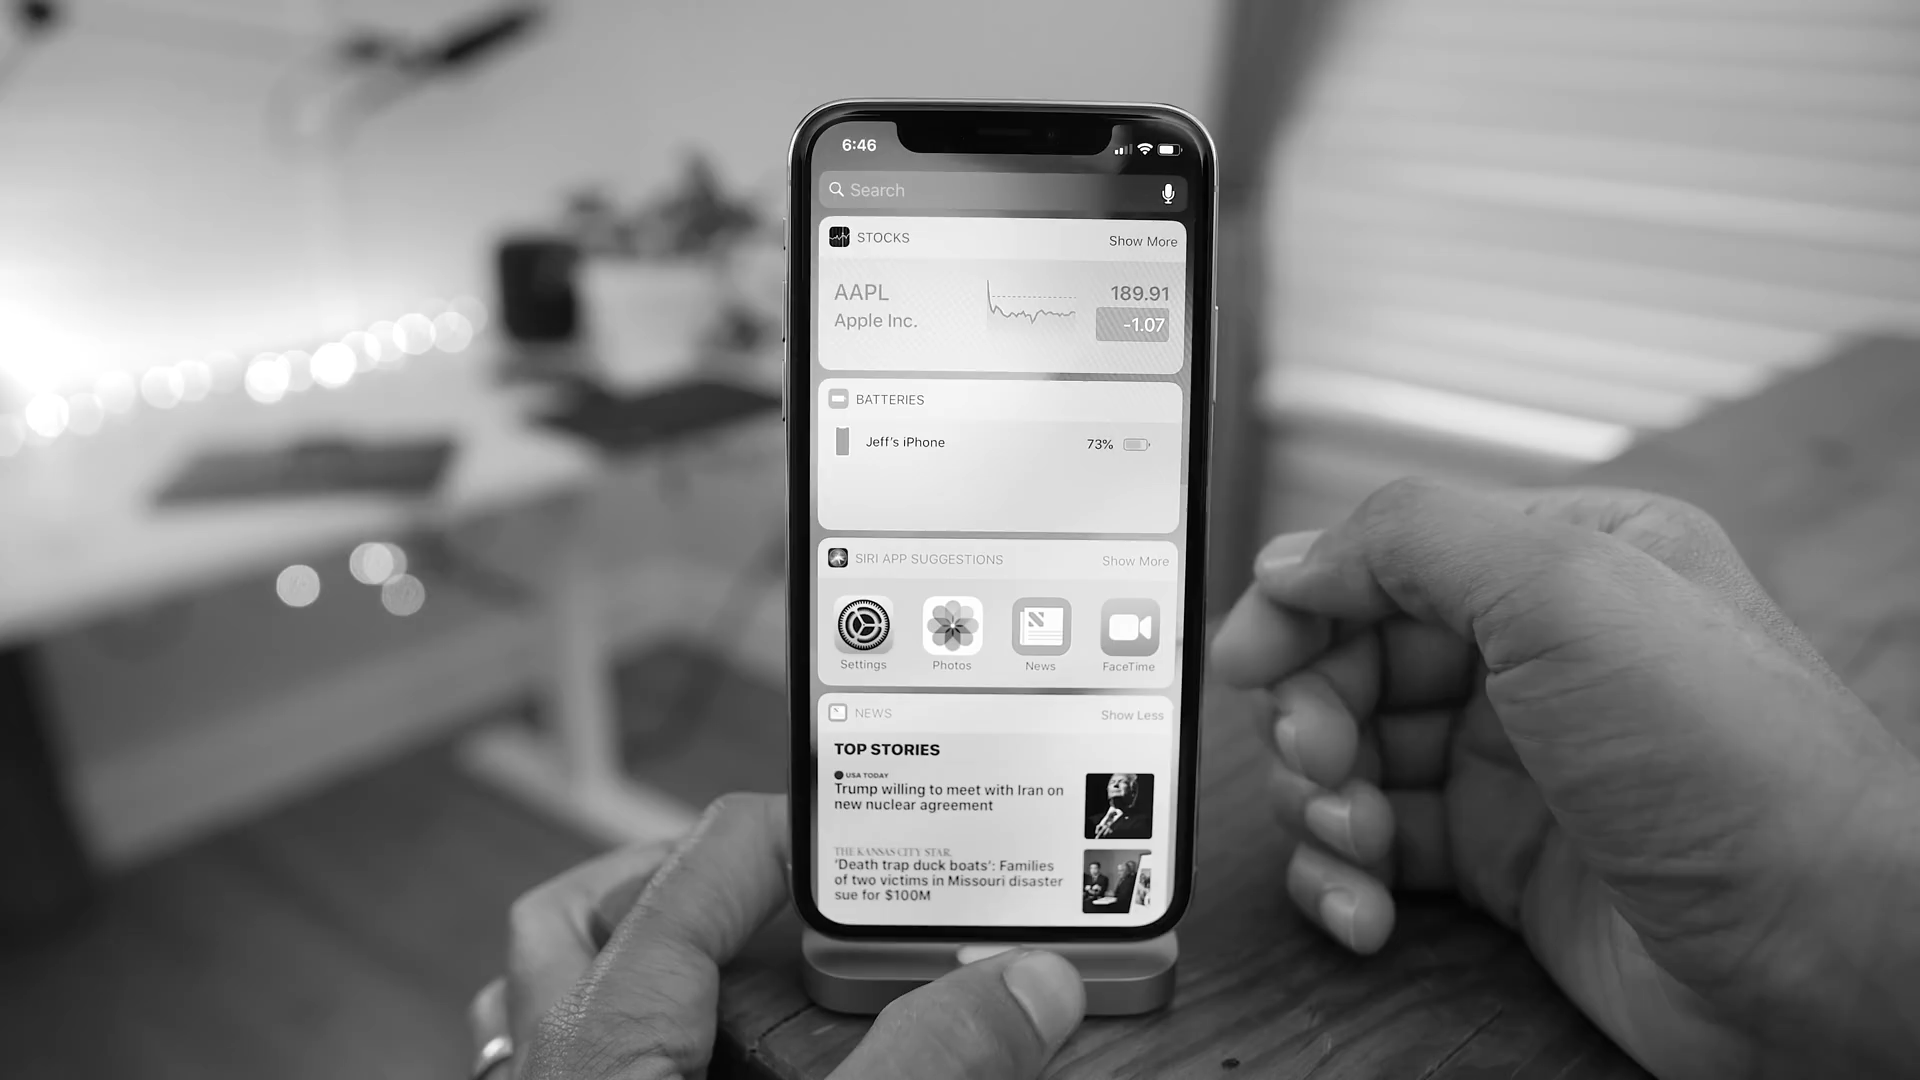 6:46
Search
STOCKS
Show More
AAPL
189.91
Apple Inc.
-1.07
BATTERIES
Jeff's iPhone
73%
SIRI APP SUGGESTIONS
Show More
Settings
Photos
News
FaceTime
NEWS
Show Less
TOP STORIES
USA TODAY
Trump willing to meet with Iran on
new nuclear agreement
THE KANSAS CITY STAR
‘Death trap duck boats’: Families
of two victims in Missouri disaster
sue for $100M